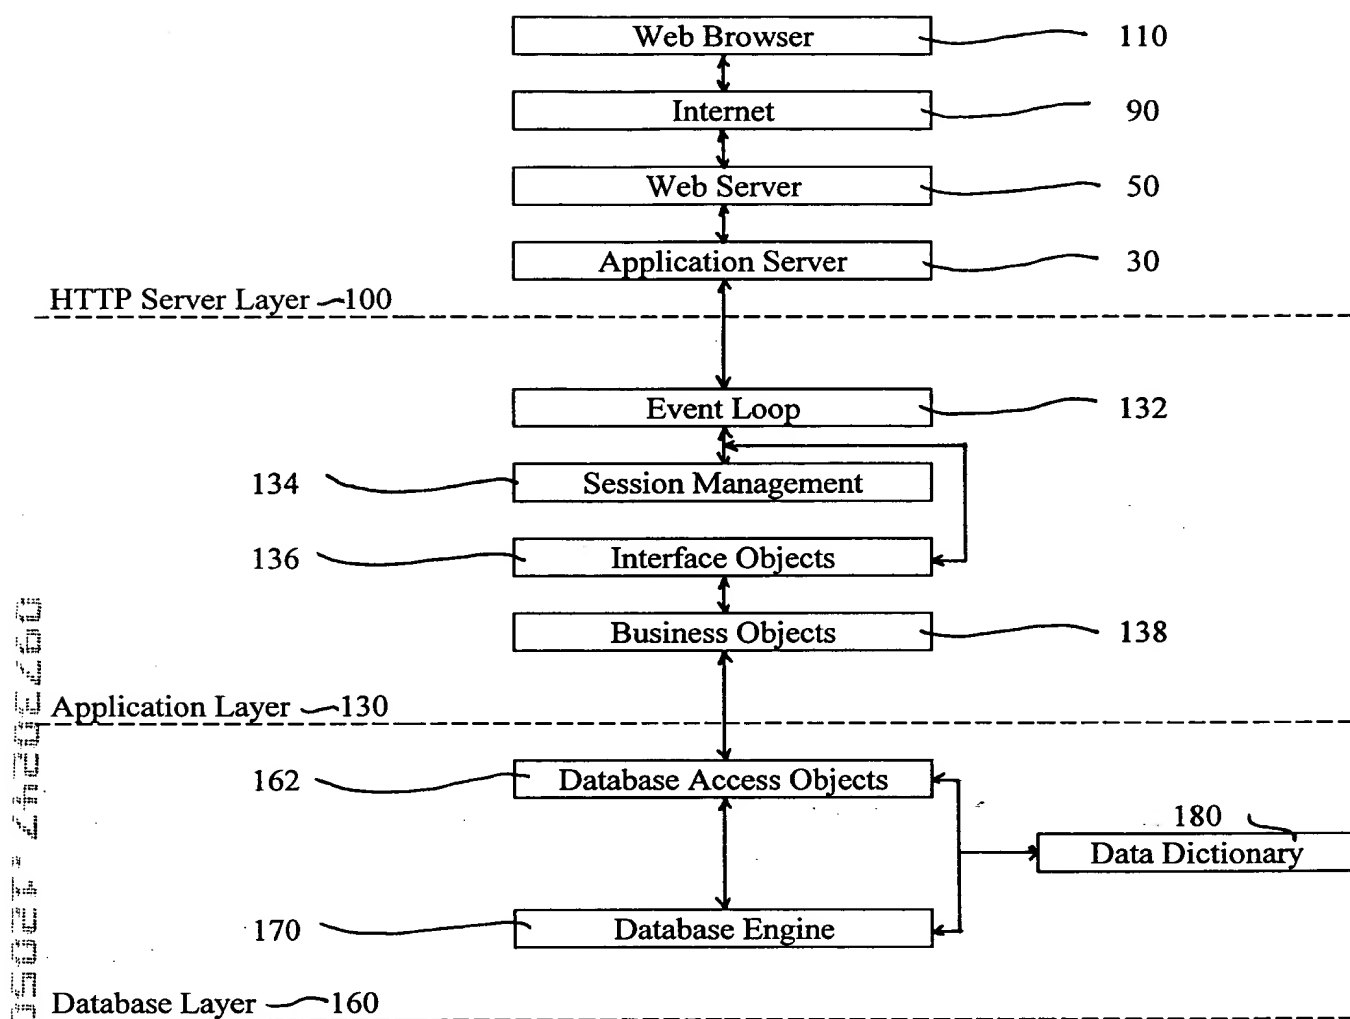 Web Browser 110
Internet 90
Web Server 50
Application Server 30
HTTP Server Layer 100
Event Loop 132
134 Session Management
136 Interface Objects
Business Objects 138
Application Layer 130
162 Database Access Objects
180
Data Dictionary
170 Database Engine
Database Layer 160